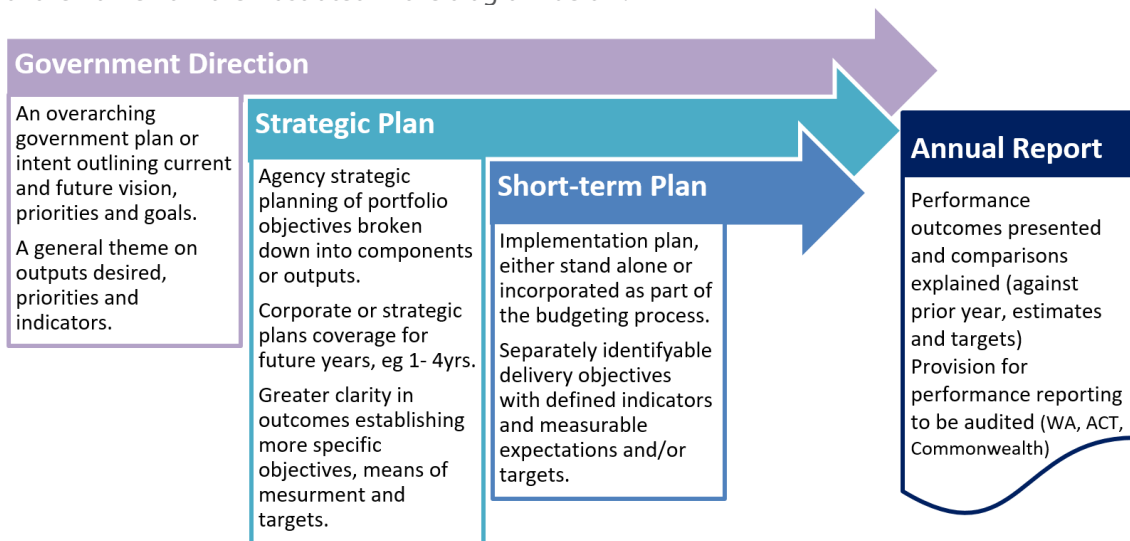 Government Direction
An overarching
government plan or
intent outlining current
and future vision,
priorities and goals.
A general theme on
outputs desired,
priorities and
indicators.
Strategic Plan
Agency strategic
planning of portfolio
objectives broken
down into components
or outputs.
Corporate or strategic
plans coverage for
future years, eg 1- 4yrs.
Greater clarity in
outcomes establishing
more specific
objectives, means of
mesurment and
targets.
Short-term Plan
Implementation plan,
either stand alone or
incorporated as part of
the budgeting process.
Separately identifyable
delivery objectives
with defined indicators
and measurable
expectations and/or
targets.
Annual Report
Performance
outcomes presented
and comparisons
explained (against
prior year, estimates
and targets)
Provision for
performance reporting
to be audited (WA, ACT,
Commonwealth)